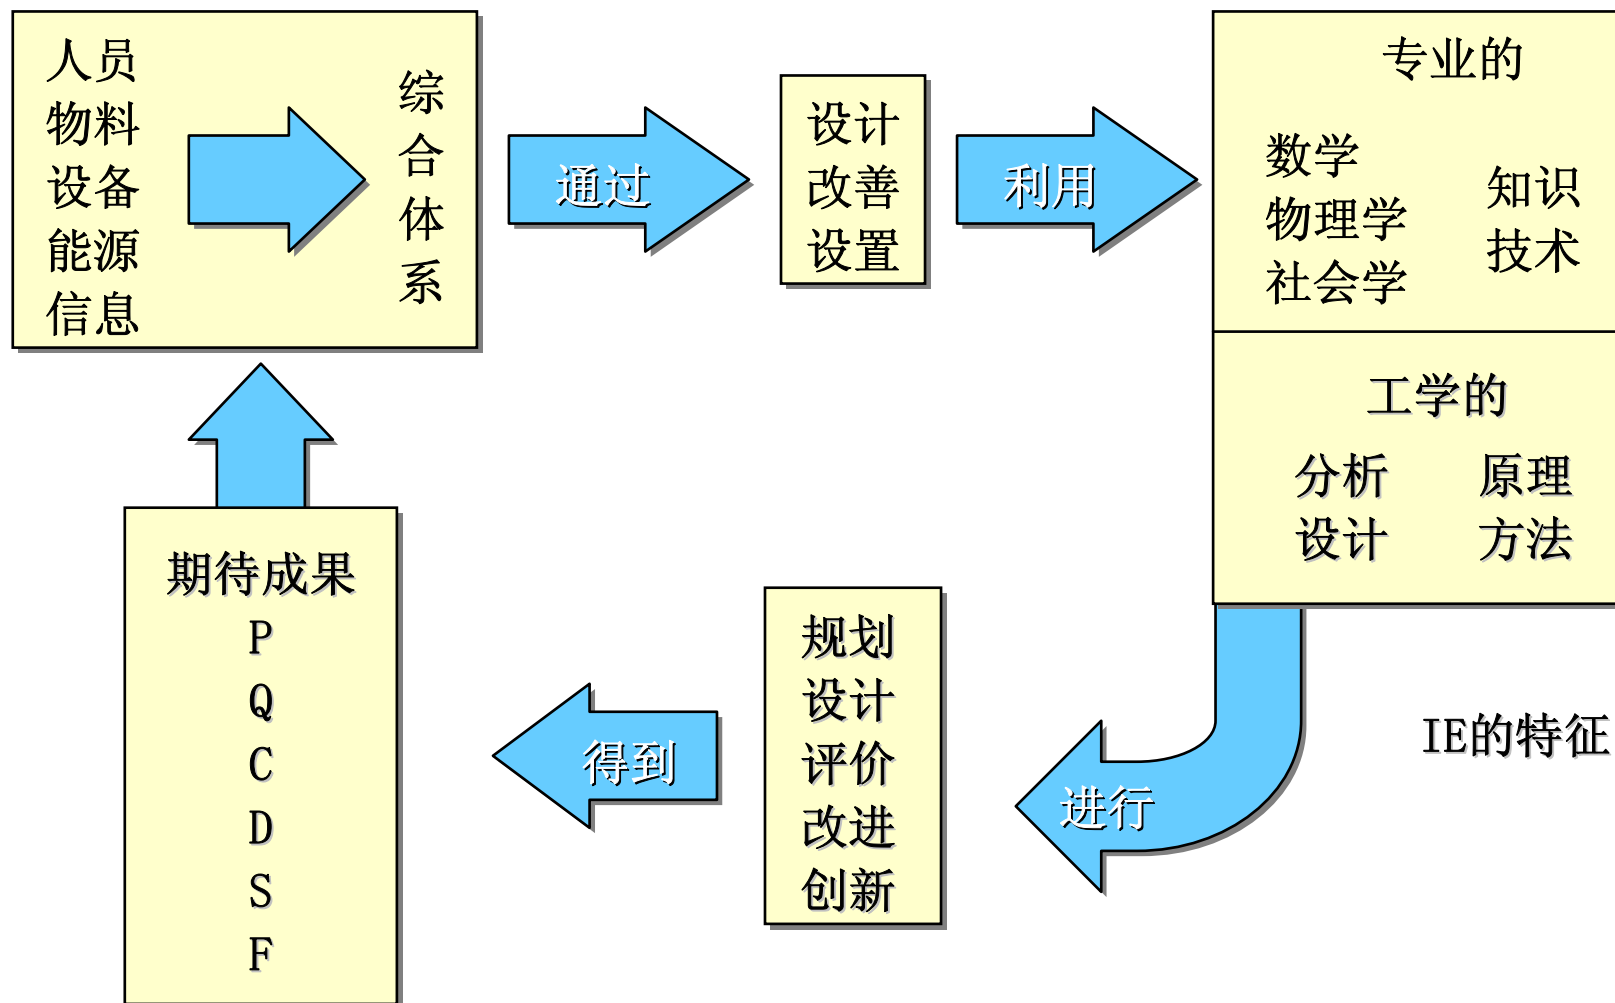 人员
物料
设备
能源
信息
综
合
体
系
通过
设计
改善
设置
利用
专业的
数学
物理学
社会学
知识
技术
工学的
分析
设计
原理
方法
进行
IE的特征
规划
设计
评价
改进
创新
得到
期待成果
P
Q
C
D
S
F